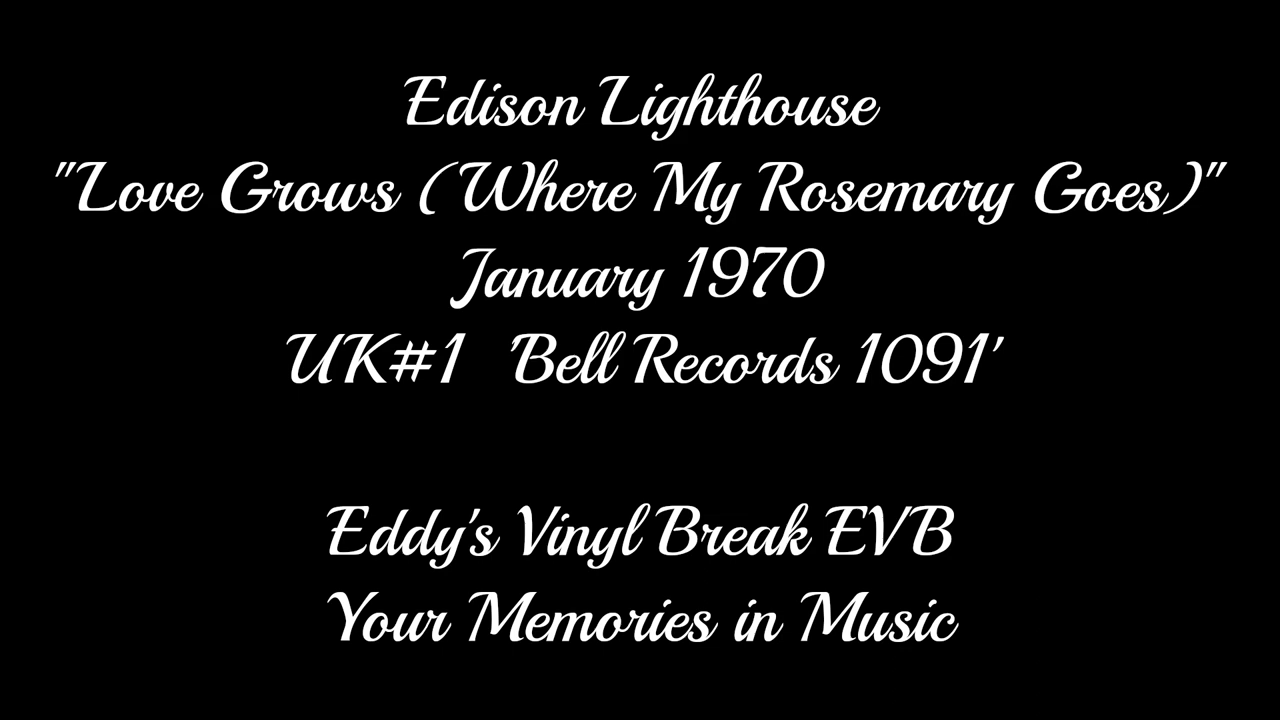 Edison Lighthouse
"Love Grows (Where My Rosemary Goes)"
January 1970
UK#1 'Bell Records 1091'
Eddy's Vinyl Break EVB
Your Memories in Music